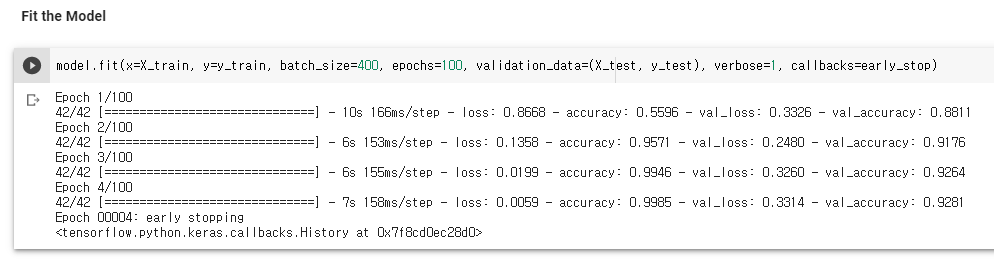 Fit the Model
model.fit(x=X_train, y=y_train, batch_size=400, epochs=100, validation_data=(X_test, y_test), verbose=1, callbacks=early_stop)
Epoch 1/100
42/42 [==============================] - 10s 166ms/step - loss: 0.8668 - accuracy: 0.5596 - val_loss: 0.3326 - val_accuracy: 0.8811
Epoch 2/100
42/42 [==============================] - 6s 153ms/step - loss: 0.1358 - accuracy: 0.9571 - val_loss: 0.2480 - val_accuracy: 0.9176
Epoch 3/100
42/42 [==============================] - 6s 155ms/step - loss: 0.0199 - accuracy: 0.9946 - val_loss: 0.3260 - val_accuracy: 0.9264
Epoch 4/100
42/42 [==============================] - 7s 158ms/step - loss: 0.0059 - accuracy: 0.9985 - val_loss: 0.3314 - val_accuracy: 0.9281
Epoch 00004: early stopping
<tensorflow.python.keras.callbacks.History at 0x7f8cd0ec28d0>